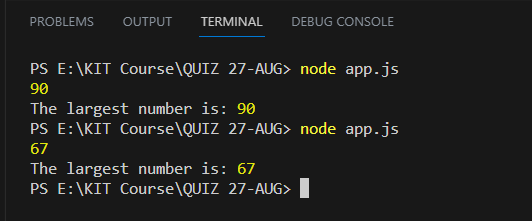 PROBLEMS OUTPUT TERMINAL DEBUG CONSOLE
PS E:\KIT Course\QUIZ 27-AUG> node app.js
90
The largest number is: 90
PS E:\KIT Course\QUIZ 27-AUG> node app.js
67
The largest number is: 67
PS E:\KIT Course\QUIZ 27-AUG>